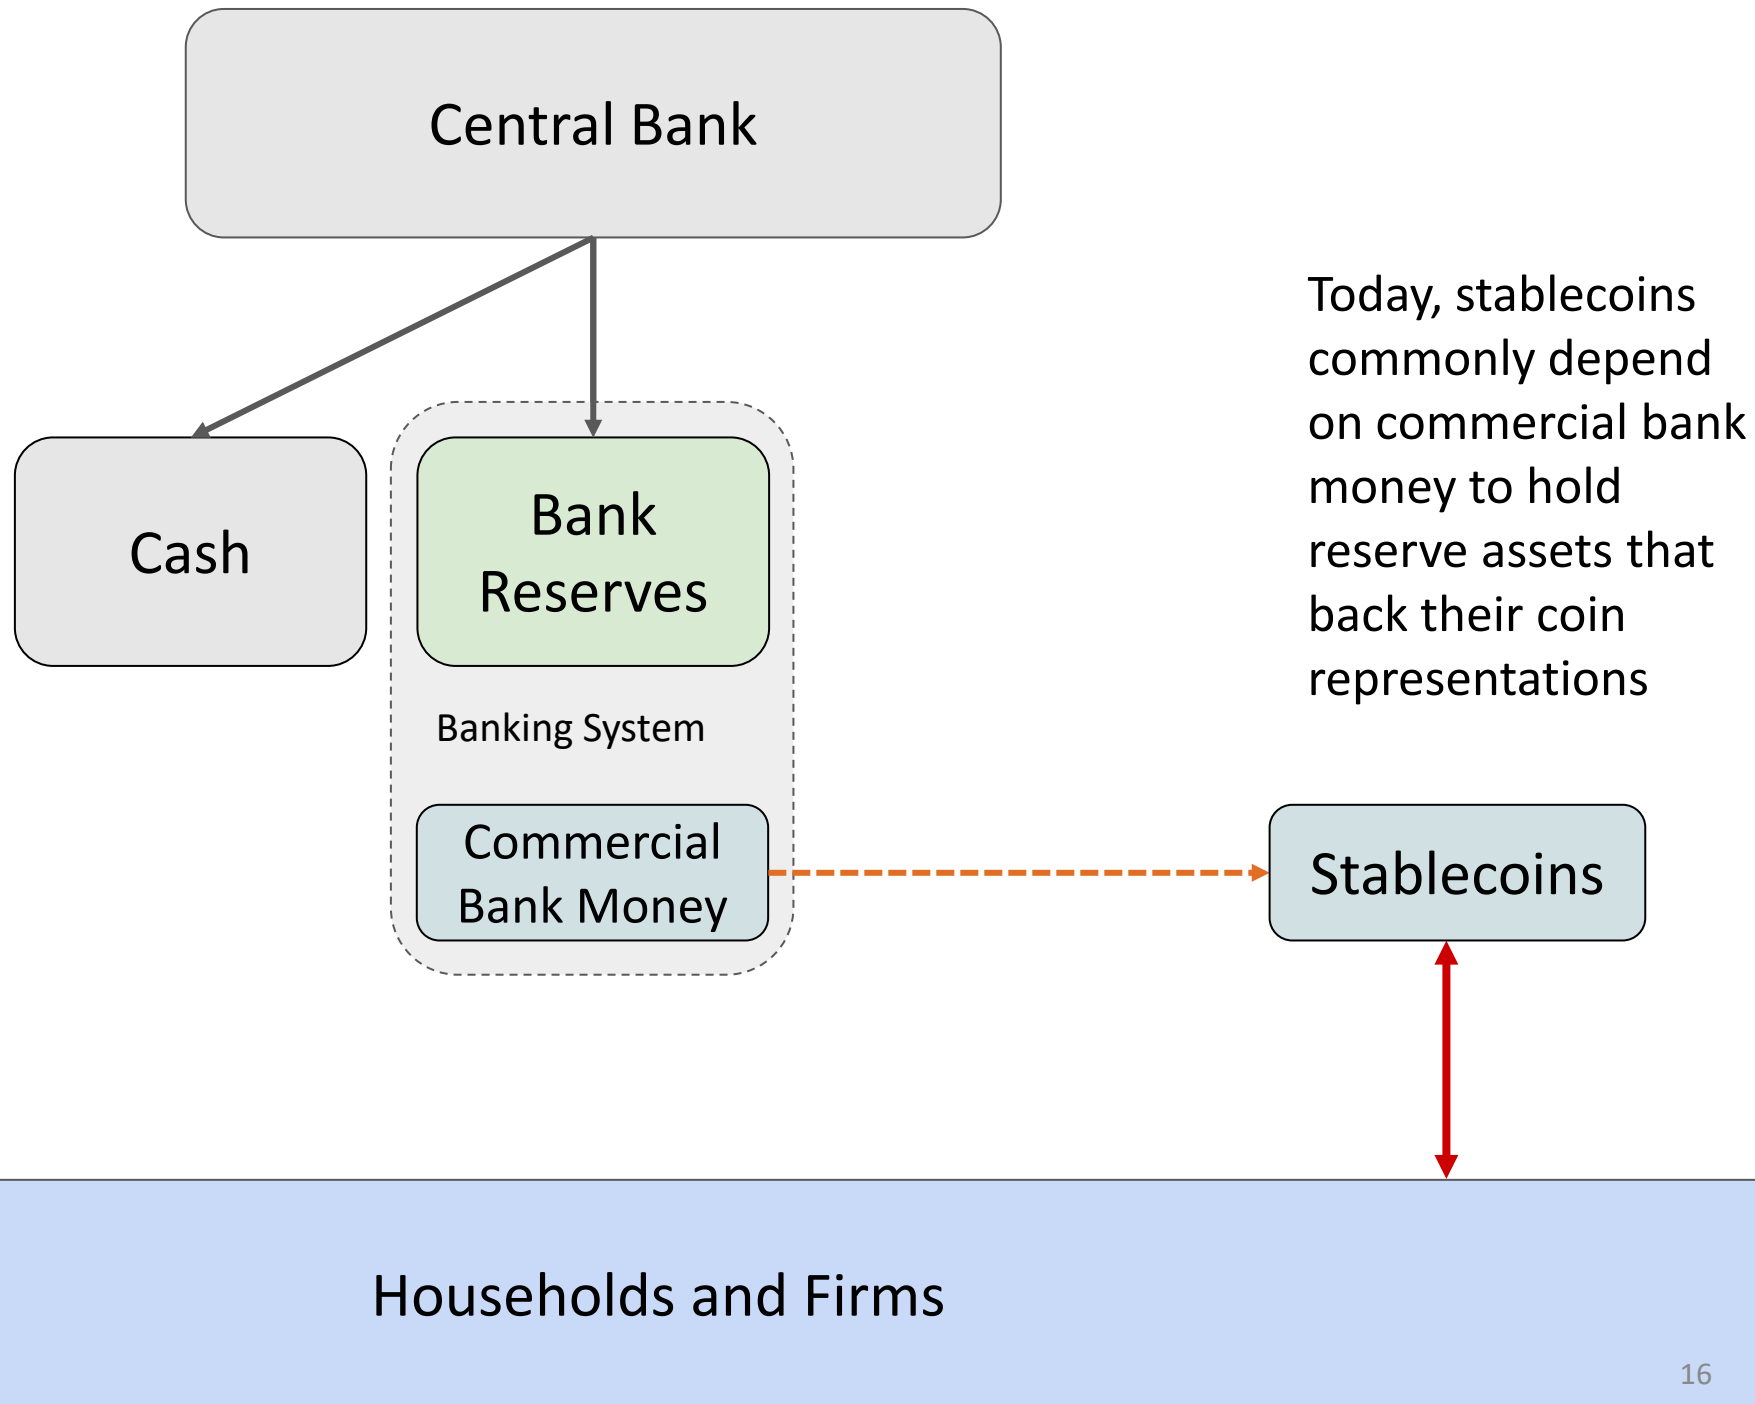 Central Bank
Today, stablecoins
commonly depend
on commercial bank
money to hold
reserve assets that
back their coin
representations
Cash
Bank
Reserves
Banking System
Commercial
Bank Money
Stablecoins
Households and Firms
16